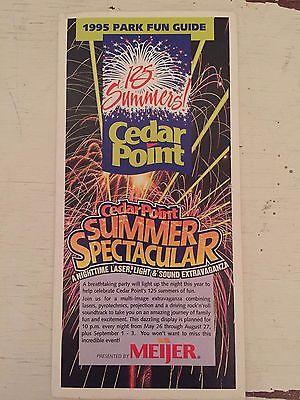 1995 PARK FUN GUIDE
125
Summers!
Cedar
Point
CedarPoint
SUMMER
SPECTACULAR
A NIGHTTIME LASER, LIGHT & SOUND EXTRAVAGANZA
A breathtaking party will light up the night this year to
help celebrate Cedar Point's 125 summers of fun.
Join us for a multi-image extravaganza combining
lasers, pyrotechnics, projection and a driving rock'n'roll
soundtrack to take you on an amazing journey of family
fun and excitement. This dazzling display is planned for
10 p.m. every night from May 26 through August 27,
plus September 1 - 3. You won't want to miss this
incredible event!
PRESENTED BY MEIJER